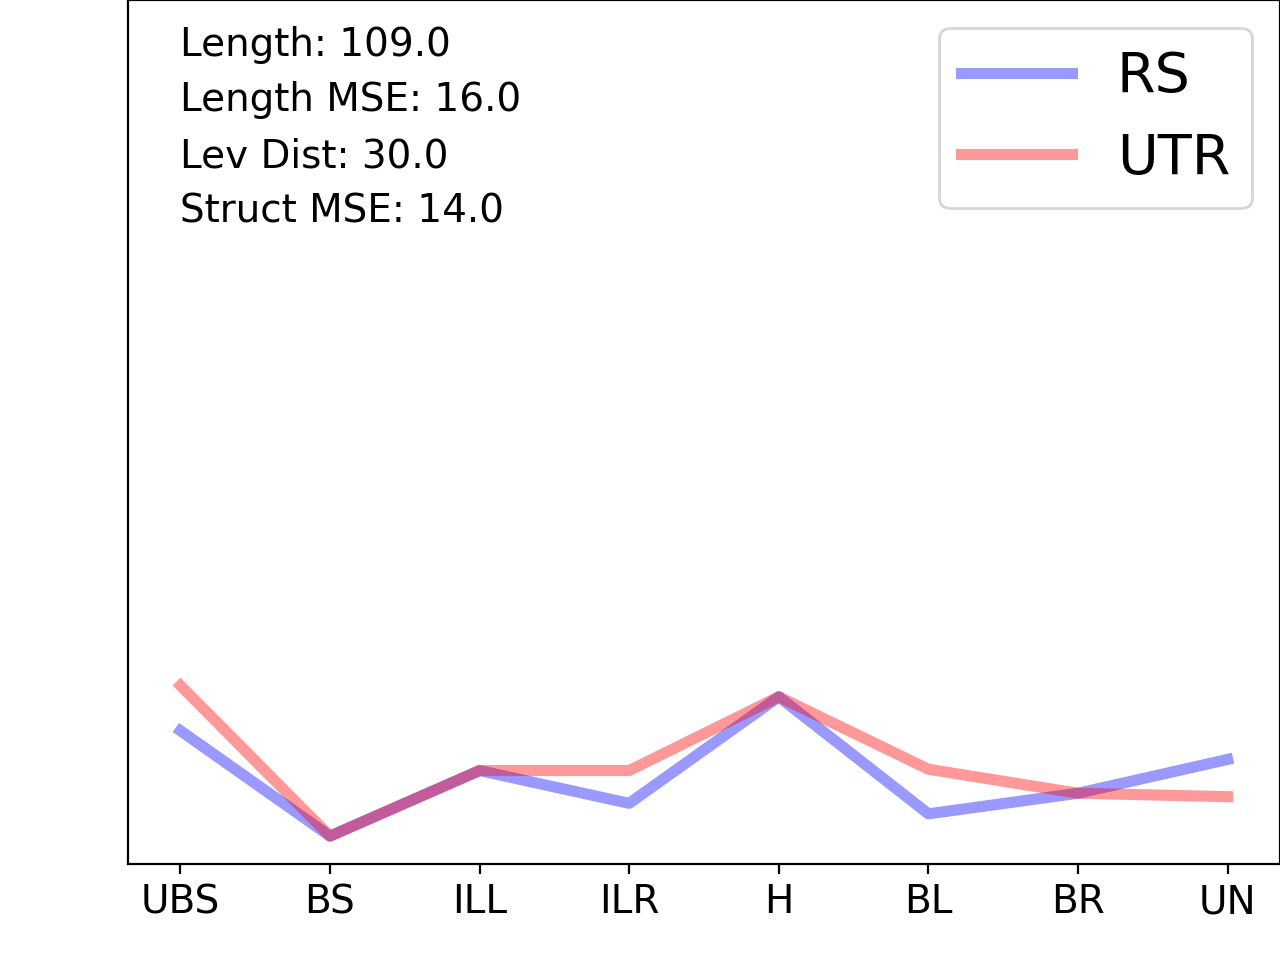 Length: 109.0
Length MSE: 16.0
Lev Dist: 30.0
Struct MSE: 14.0
RS
UTR
UBS BS ILL ILR H BL BR UN